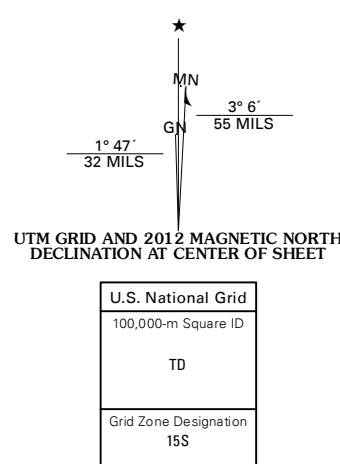 ★
MN
3° 6´
55 MILS
GN
1° 47´
32 MILS
UTM GRID AND 2012 MAGNETIC NORTH
DECLINATION AT CENTER OF SHEET
U.S. National Grid
100,000-m Square ID
TD
Grid Zone Designation
15S